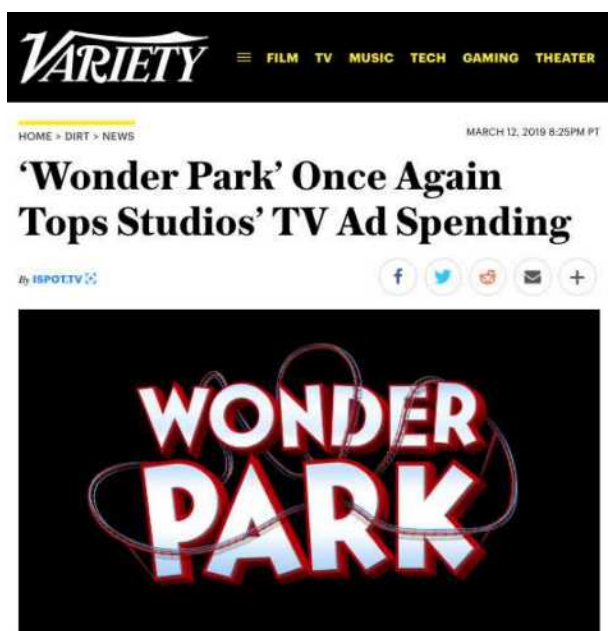 VARIETY
FILM TV MUSIC TECH GAMING THEATER
HOME > DIRT > NEWS
MARCH 12, 2019 8:25PM PT
‘Wonder Park’ Once Again
Tops Studios’ TV Ad Spending
By ISPOT.TV
WONDER
PARK